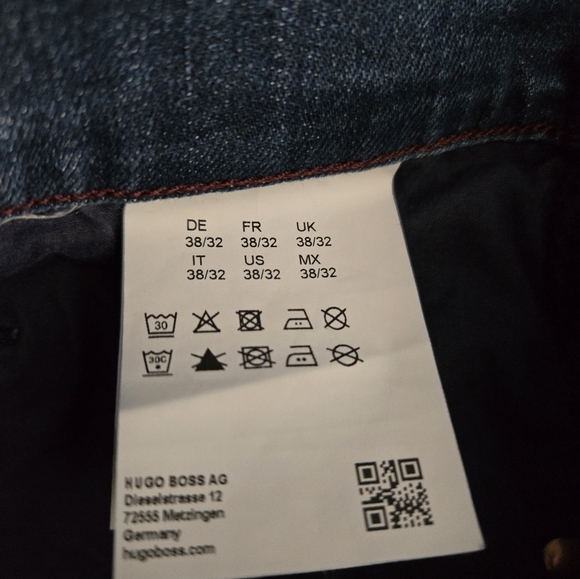 DE FR UK
38/32 38/32 38/32
IT US MX
38/32 38/32 38/32
30
30C
HUGO BOSS AG
Dieselstrasse 12
72555 Metzingen
Germany
hugoboss.com